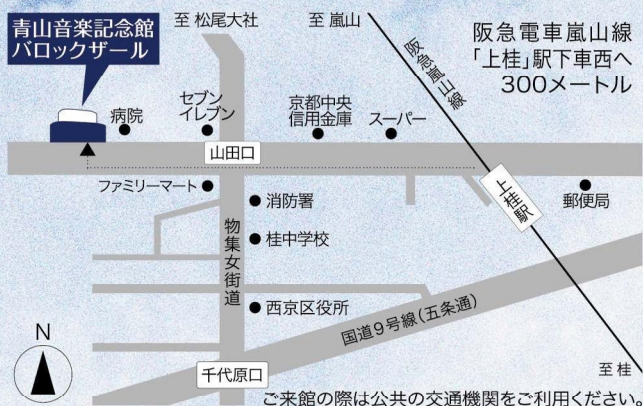 青山音楽記念館
バロックザール
至 松尾大社
至 嵐山
阪急嵐山線
阪急電車嵐山線
「上桂」駅下車西へ
300メートル
病院
セブン
イレブン
京都中央
信用金庫
スーパー
山田口
ファミリーマート
消防署
上桂駅
郵便局
物集女街道
桂中学校
西京区役所
国道9号線(五条通)
N
千代原口
至 桂
ご来館の際は公共の交通機関をご利用ください。